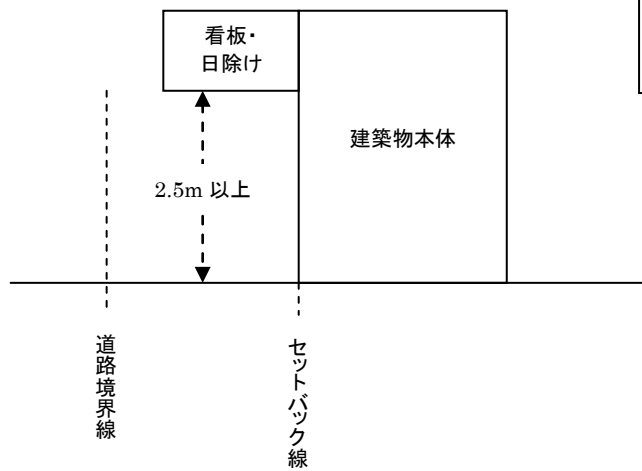 看板・
日除け
建築物本体
2.5m 以上
道路境界線
セットバック線